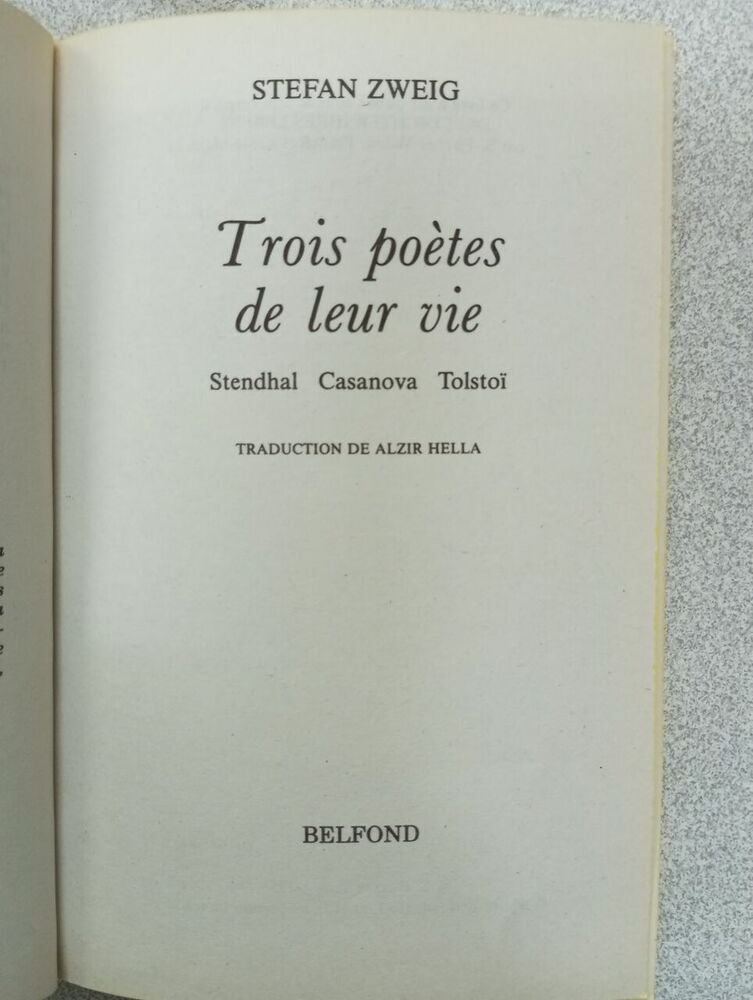 STEFAN ZWEIG
Trois poètes
de leur vie
Stendhal Casanova Tolstoï
TRADUCTION DE ALZIR HELLA
BELFOND